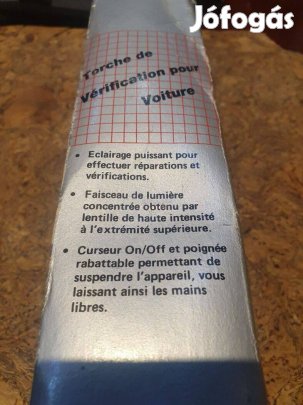 Jófogás
Torche de
Vérification pour
Voiture
• Eclairage puissant pour
effectuer réparations et
vérifications.
• Faisceau de lumière
concentrée obtenu par
lentille de haute intensité
à l'extrémité supérieure.
• Curseur On/Off et poignée
rabattable permettant de
suspendre l'appareil, vous
laissant ainsi les mains
libres.